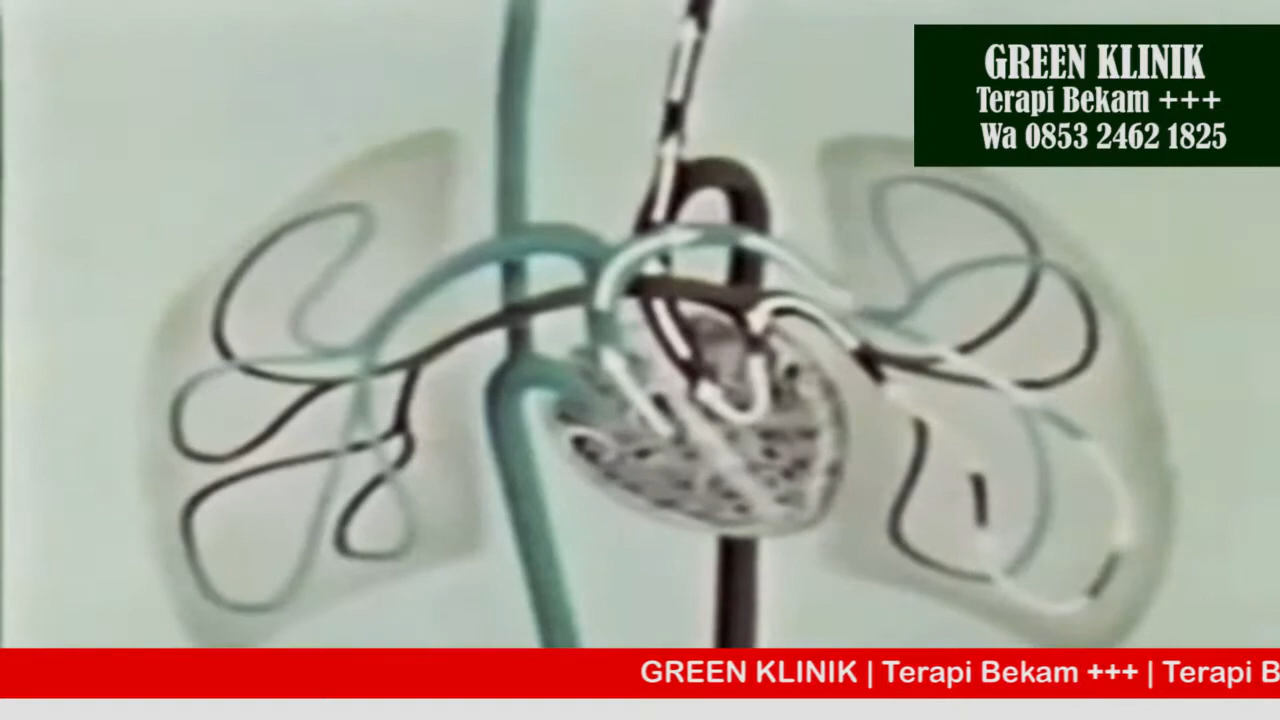 GREEN KLINIK
Terapi Bekam +++
Wa 0853 2462 1825
GREEN KLINIK | Terapi Bekam +++ | Terapi B